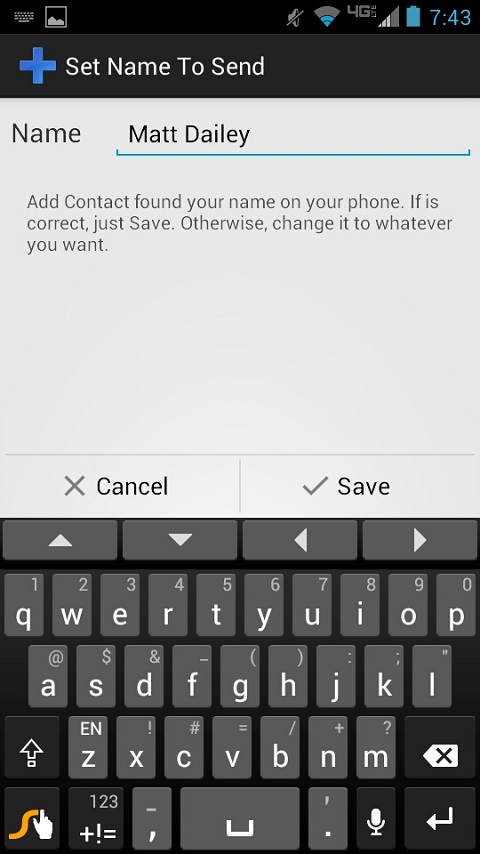 4G LTE 7:43
Set Name To Send
Name Matt Dailey
Add Contact found your name on your phone. If is
correct, just Save. Otherwise, change it to whatever
you want.
Cancel Save
1 2 3 4 5 6 7 8 9 0
q w e r t y u i o p
@ $ & _ ( ) : ; "
a s d f g h j k l
EN ! # = / + ?
z x c v b n m
123 - '
+!= , .